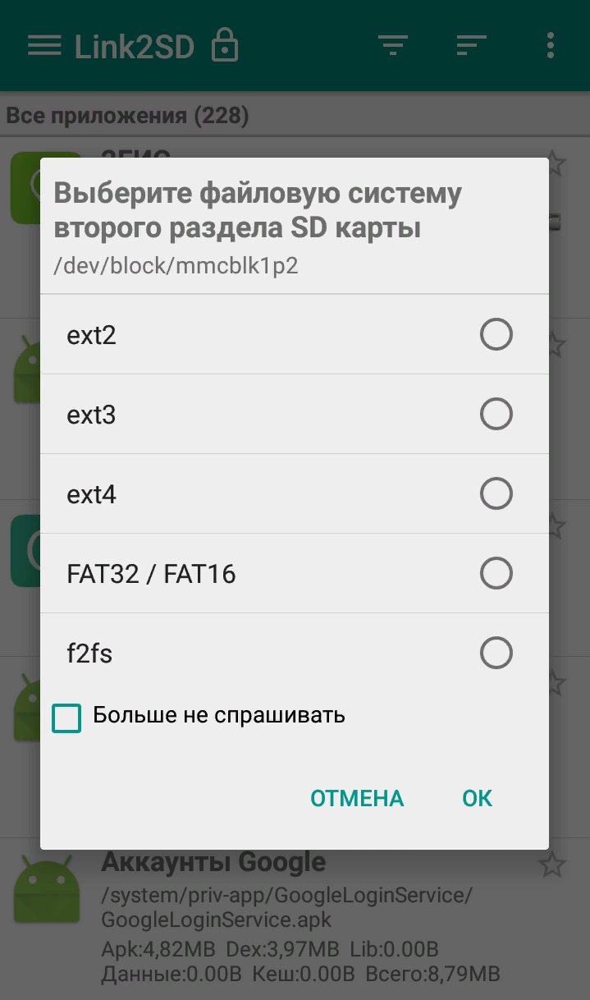 Link2SD
Все приложения (228)
2ГИС
Выберите файловую систему
второго раздела SD карты
/dev/block/mmcblk1p2
ext2
ext3
ext4
FAT32 / FAT16
f2fs
Больше не спрашивать
ОТМЕНА
ОК
Аккаунты Google
/system/priv-app/GoogleLoginService/
GoogleLoginService.apk
Apk:4,82MB Dex:3,97MB Lib:0.00B
Данные:0.00B Кеш:0.00B Всего:8,79MB